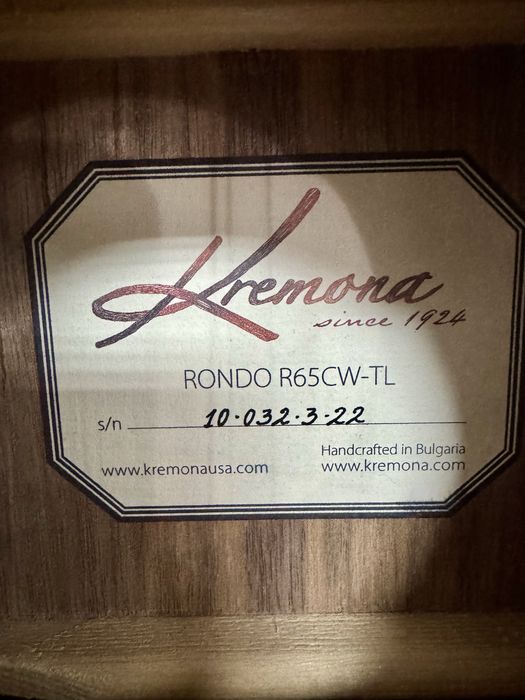 Kremona
since 1924
RONDO R65CW-TL
s/n 10·032·3-22
Handcrafted in Bulgaria
www.kremonausa.com www.kremona.com